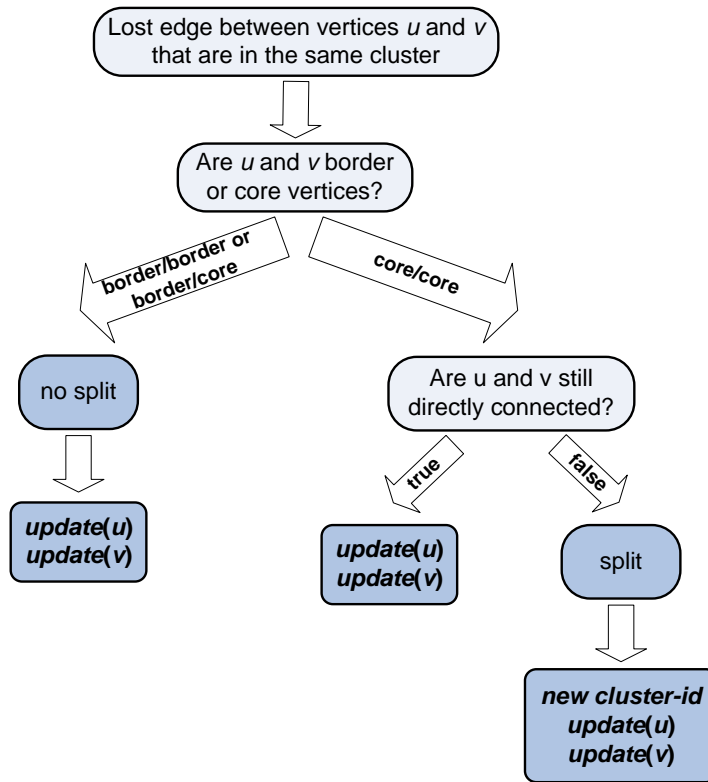 Lost edge between vertices u and v
that are in the same cluster
Are u and v border
or core vertices?
border/border or
border/core
core/core
no split
Are u and v still
directly connected?
true
false
update(u)
update(v)
update(u)
update(v)
split
new cluster-id
update(u)
update(v)